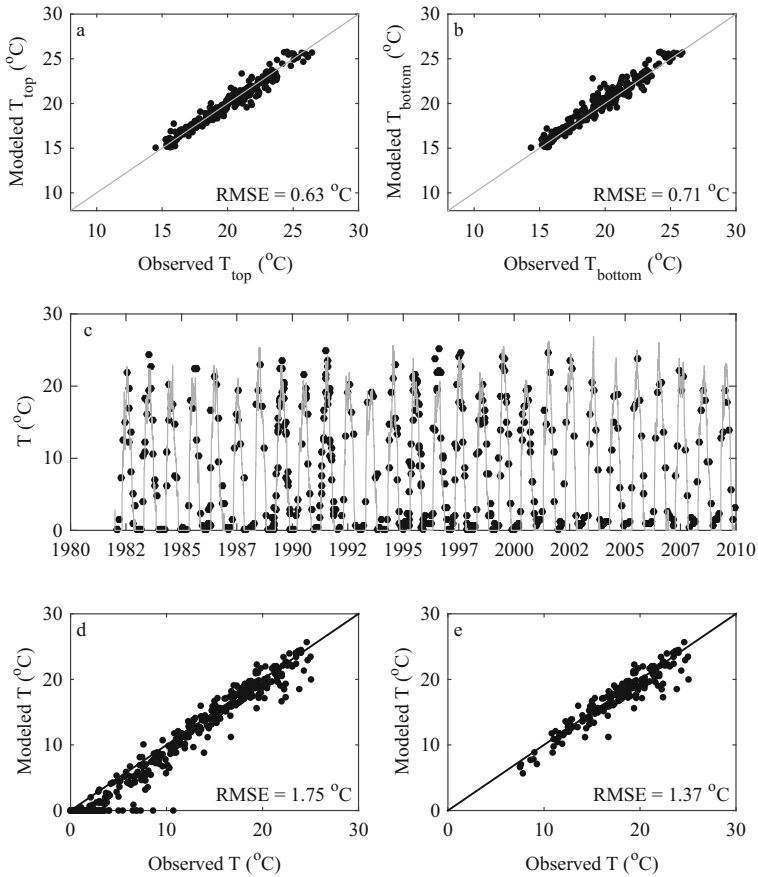 a
b
Modeled T_top (°C)
30
25
20
15
10
RMSE = 0.63 °C
10 15 20 25 30
Observed T_top (°C)
Modeled T_bottom (°C)
30
25
20
15
10
RMSE = 0.71 °C
10 15 20 25 30
Observed T_bottom (°C)
c
T (°C)
30
20
10
0
1980 1982 1985 1987 1990 1992 1995 1997 2000 2002 2005 2007 2010
d
Modeled T (°C)
30
20
10
0
RMSE = 1.75 °C
0 10 20 30
Observed T (°C)
e
Modeled T (°C)
30
20
10
0
RMSE = 1.37 °C
0 10 20 30
Observed T (°C)